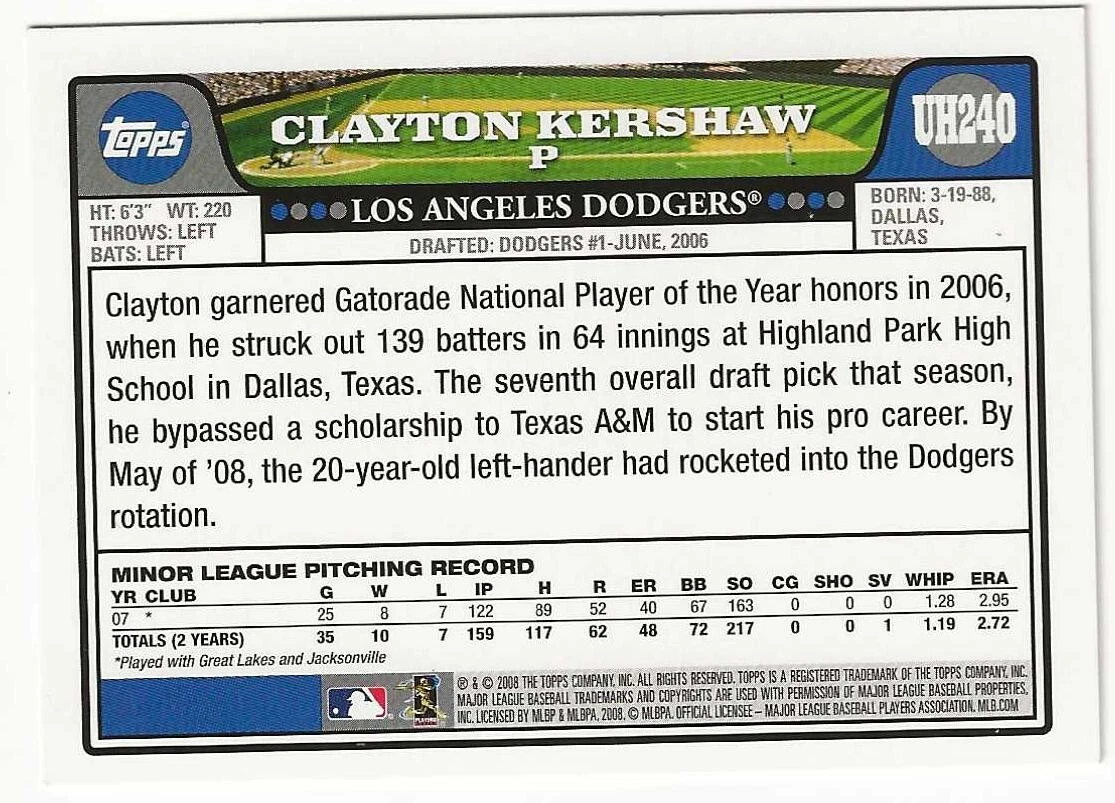 topps®
CLAYTON KERSHAW
P
UH240
HT: 6'3" WT: 220
THROWS: LEFT
BATS: LEFT
LOS ANGELES DODGERS®
DRAFTED: DODGERS #1-JUNE, 2006
BORN: 3-19-88,
DALLAS,
TEXAS
Clayton garnered Gatorade National Player of the Year honors in 2006,
when he struck out 139 batters in 64 innings at Highland Park High
School in Dallas, Texas. The seventh overall draft pick that season,
he bypassed a scholarship to Texas A&M to start his pro career. By
May of '08, the 20-year-old left-hander had rocketed into the Dodgers
rotation.
MINOR LEAGUE PITCHING RECORD
YR CLUB G W L IP H R ER BB SO CG SHO SV WHIP ERA
07 * 25 8 7 122 89 52 40 67 163 0 0 0 1.28 2.95
TOTALS (2 YEARS) 35 10 7 159 117 62 48 72 217 0 0 1 1.19 2.72
*Played with Great Lakes and Jacksonville
® & © 2008 THE TOPPS COMPANY, INC. ALL RIGHTS RESERVED. TOPPS IS A REGISTERED TRADEMARK OF THE TOPPS COMPANY, INC.
MAJOR LEAGUE BASEBALL TRADEMARKS AND COPYRIGHTS ARE USED WITH PERMISSION OF MAJOR LEAGUE BASEBALL PROPERTIES,
INC. LICENSED BY MLBP & MLBPA, 2008, © MLBPA. OFFICIAL LICENSEE – MAJOR LEAGUE BASEBALL PLAYERS ASSOCIATION. MLB.COM